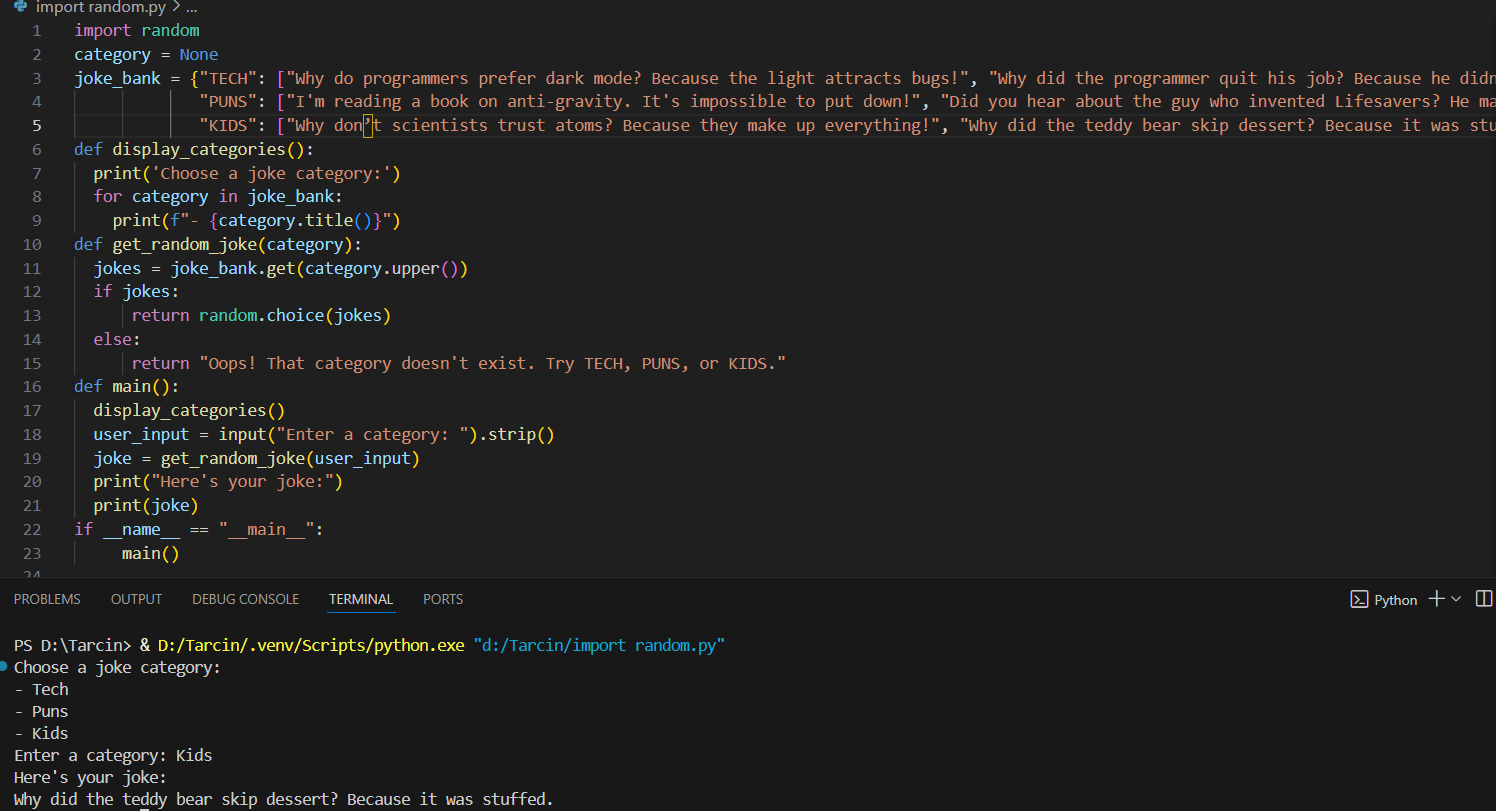 import random.py > ...
1 import random
2 category = None
3 joke_bank = {"TECH": ["Why do programmers prefer dark mode? Because the light attracts bugs!", "Why did the programmer quit his job? Because he didn
4 "PUNS": ["I'm reading a book on anti-gravity. It's impossible to put down!", "Did you hear about the guy who invented Lifesavers? He ma
5 "KIDS": ["Why don’t scientists trust atoms? Because they make up everything!", "Why did the teddy bear skip dessert? Because it was stu
6 def display_categories():
7 print('Choose a joke category:')
8 for category in joke_bank:
9 print(f"- {category.title()}")
10 def get_random_joke(category):
11 jokes = joke_bank.get(category.upper())
12 if jokes:
13 return random.choice(jokes)
14 else:
15 return "Oops! That category doesn't exist. Try TECH, PUNS, or KIDS."
16 def main():
17 display_categories()
18 user_input = input("Enter a category: ").strip()
19 joke = get_random_joke(user_input)
20 print("Here's your joke:")
21 print(joke)
22 if __name__ == "__main__":
23 main()
24
PROBLEMS OUTPUT DEBUG CONSOLE TERMINAL PORTS Python
PS D:\Tarcin> & D:/Tarcin/.venv/Scripts/python.exe "d:/Tarcin/import random.py"
Choose a joke category:
- Tech
- Puns
- Kids
Enter a category: Kids
Here's your joke:
Why did the teddy bear skip dessert? Because it was stuffed.